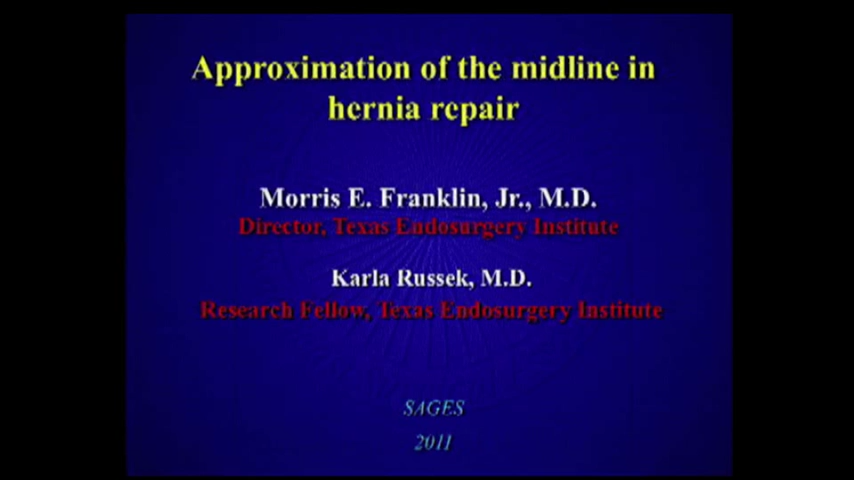 Approximation of the midline in
hernia repair
Morris E. Franklin, Jr., M.D.
Director, Texas Endosurgery Institute
Karla Russek, M.D.
Research Fellow, Texas Endosurgery Institute
SAGES
2011